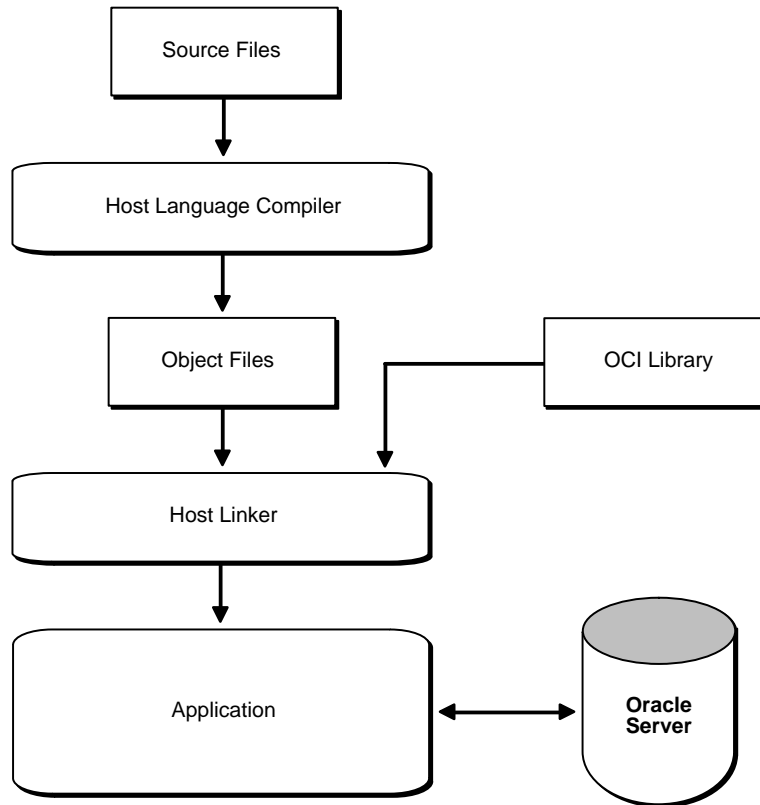 Source Files
Host Language Compiler
Object Files
OCI Library
Host Linker
Application
Oracle
Server